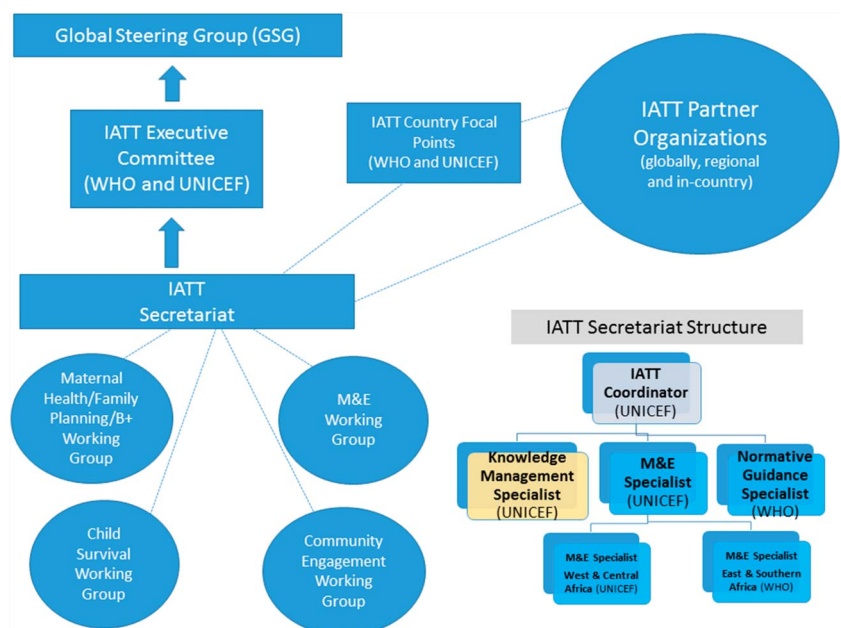 Global Steering Group (GSG)
IATT Executive
Committee
(WHO and UNICEF)
IATT Country Focal
Points
(WHO and UNICEF)
IATT Partner
Organizations
(globally, regional
and in-country)
IATT
Secretariat
Maternal
Health/Family
Planning/B+
Working
Group
M&E
Working
Group
Child
Survival
Working
Group
Community
Engagement
Working
Group
IATT Secretariat Structure
IATT
Coordinator
(UNICEF)
Knowledge
Management
Specialist
(UNICEF)
M&E
Specialist
(UNICEF)
Normative
Guidance
Specialist
(WHO)
M&E Specialist
West & Central
Africa (UNICEF)
M&E Specialist
East & Southern
Africa (WHO)